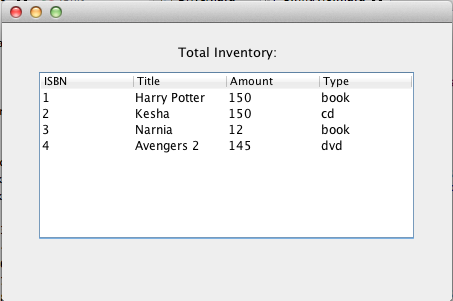 Total Inventory:
ISBN Title Amount Type
1 Harry Potter 150 book
2 Kesha 150 cd
3 Narnia 12 book
4 Avengers 2 145 dvd